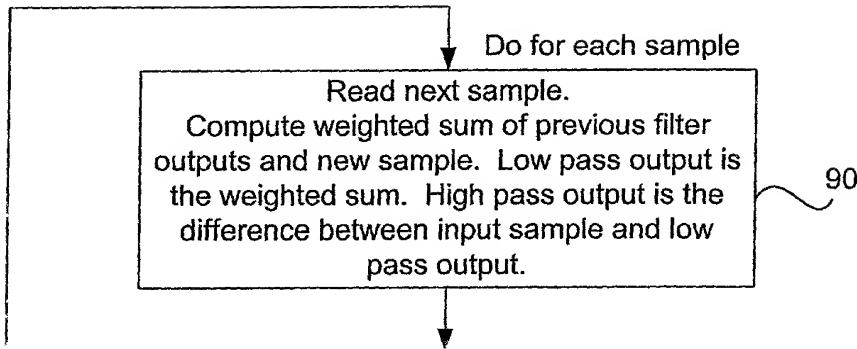 Do for each sample
Read next sample.
Compute weighted sum of previous filter
outputs and new sample.  Low pass output is
the weighted sum.  High pass output is the
difference between input sample and low
pass output.
90